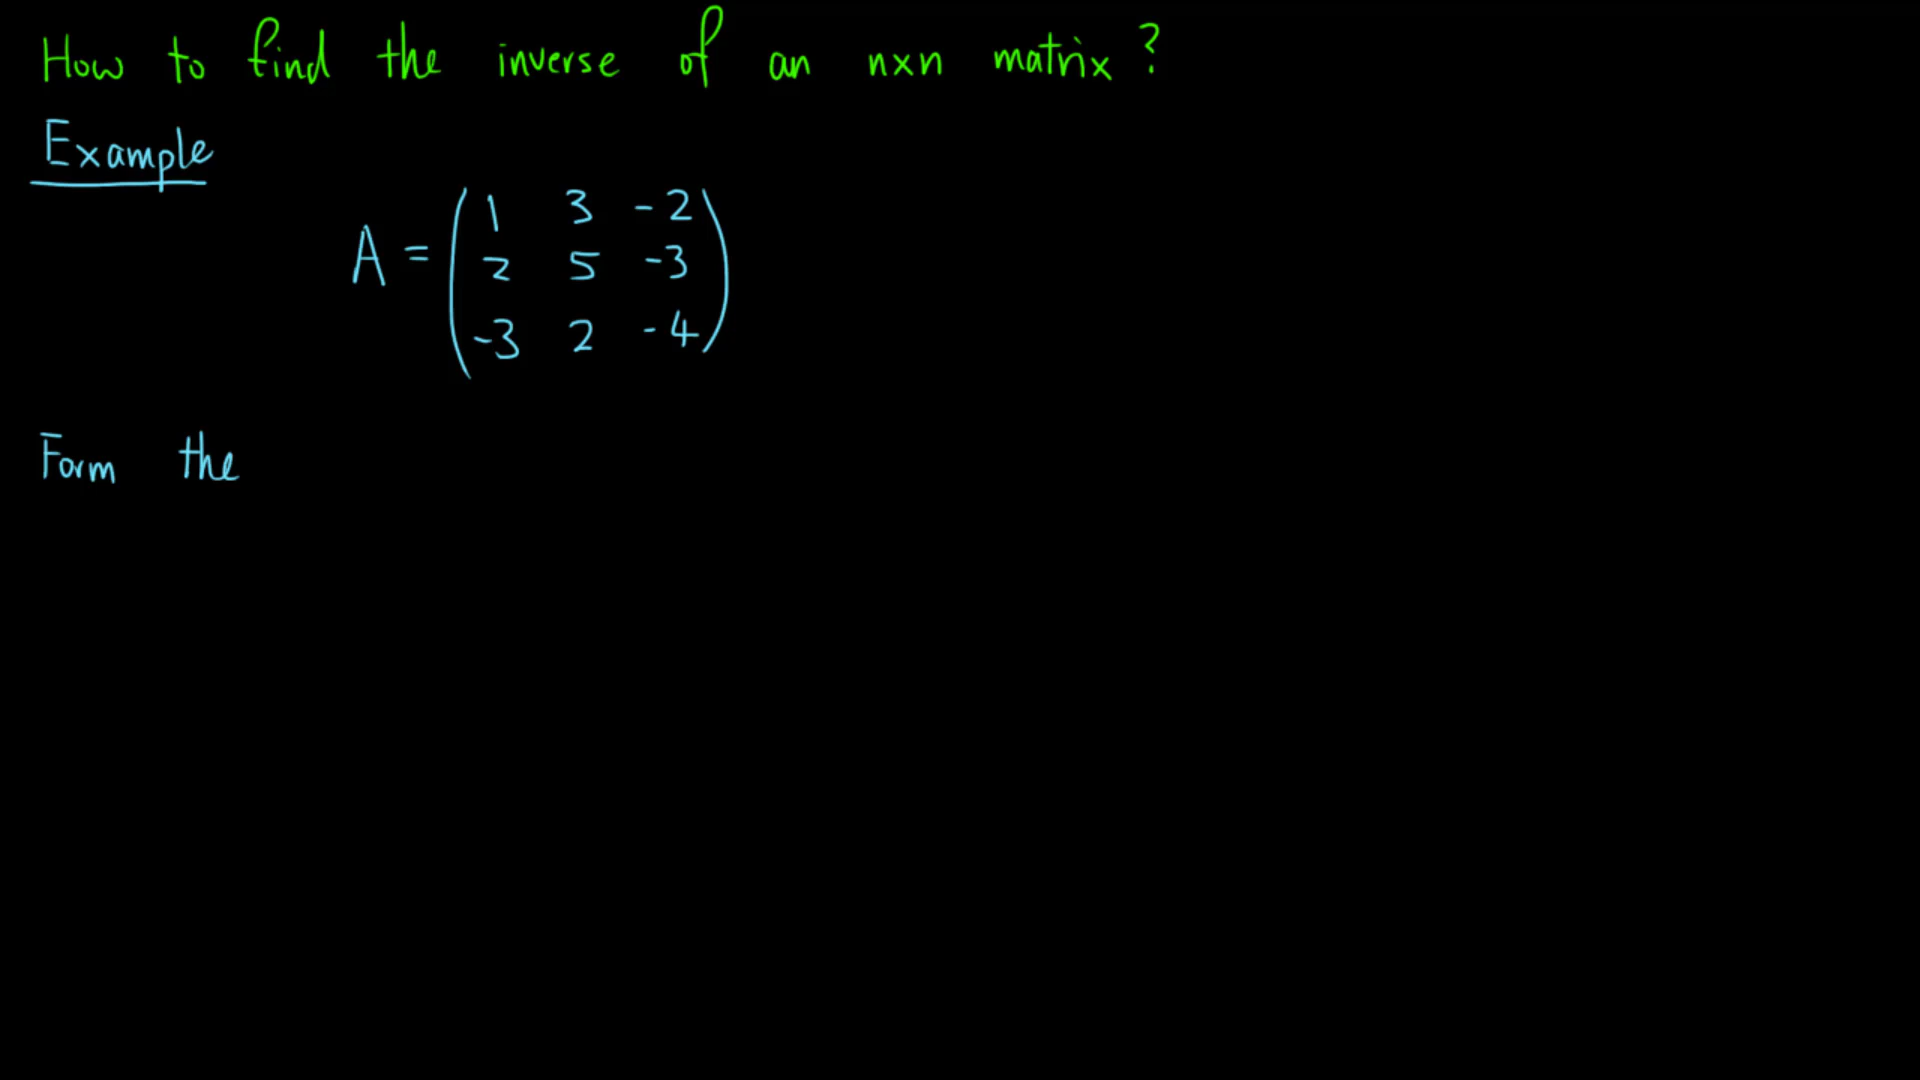 How to find the inverse of an nxn matrix?
Example
A = ( 1 3 -2
2 5 -3
-3 2 -4 )
Form the